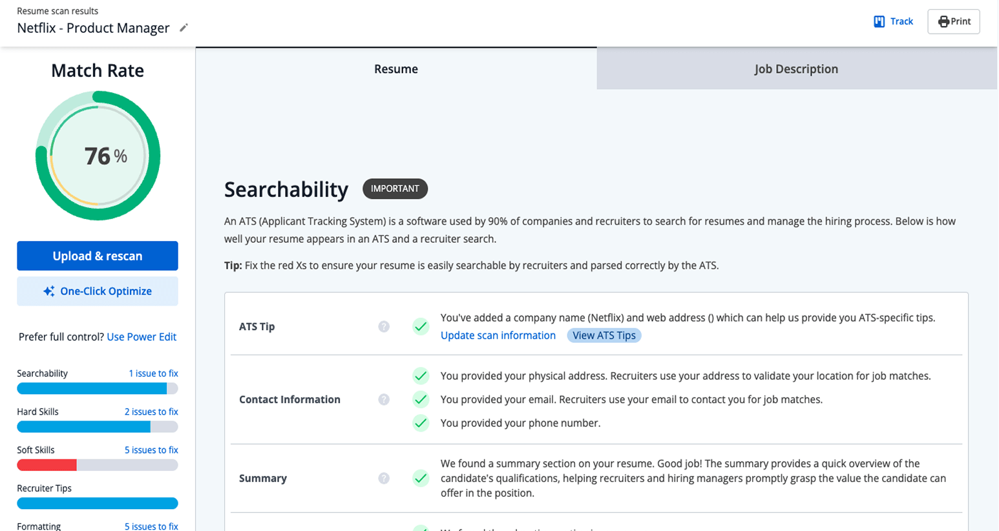 Resume scan results
Netflix - Product Manager
Track
Print
Match Rate
76 %
Upload & rescan
One-Click Optimize
Prefer full control? Use Power Edit
Searchability 1 issue to fix
Hard Skills 2 issues to fix
Soft Skills 5 issues to fix
Recruiter Tips
Formatting 5 issues to fix
Resume
Job Description
Searchability IMPORTANT
An ATS (Applicant Tracking System) is a software used by 90% of companies and recruiters to search for resumes and manage the hiring process. Below is how
well your resume appears in an ATS and a recruiter search.
Tip: Fix the red Xs to ensure your resume is easily searchable by recruiters and parsed correctly by the ATS.
ATS Tip ?
You've added a company name (Netflix) and web address () which can help us provide you ATS-specific tips.
Update scan information View ATS Tips
Contact Information ?
You provided your physical address. Recruiters use your address to validate your location for job matches.
You provided your email. Recruiters use your email to contact you for job matches.
You provided your phone number.
Summary ?
We found a summary section on your resume. Good job! The summary provides a quick overview of the
candidate's qualifications, helping recruiters and hiring managers promptly grasp the value the candidate can
offer in the position.